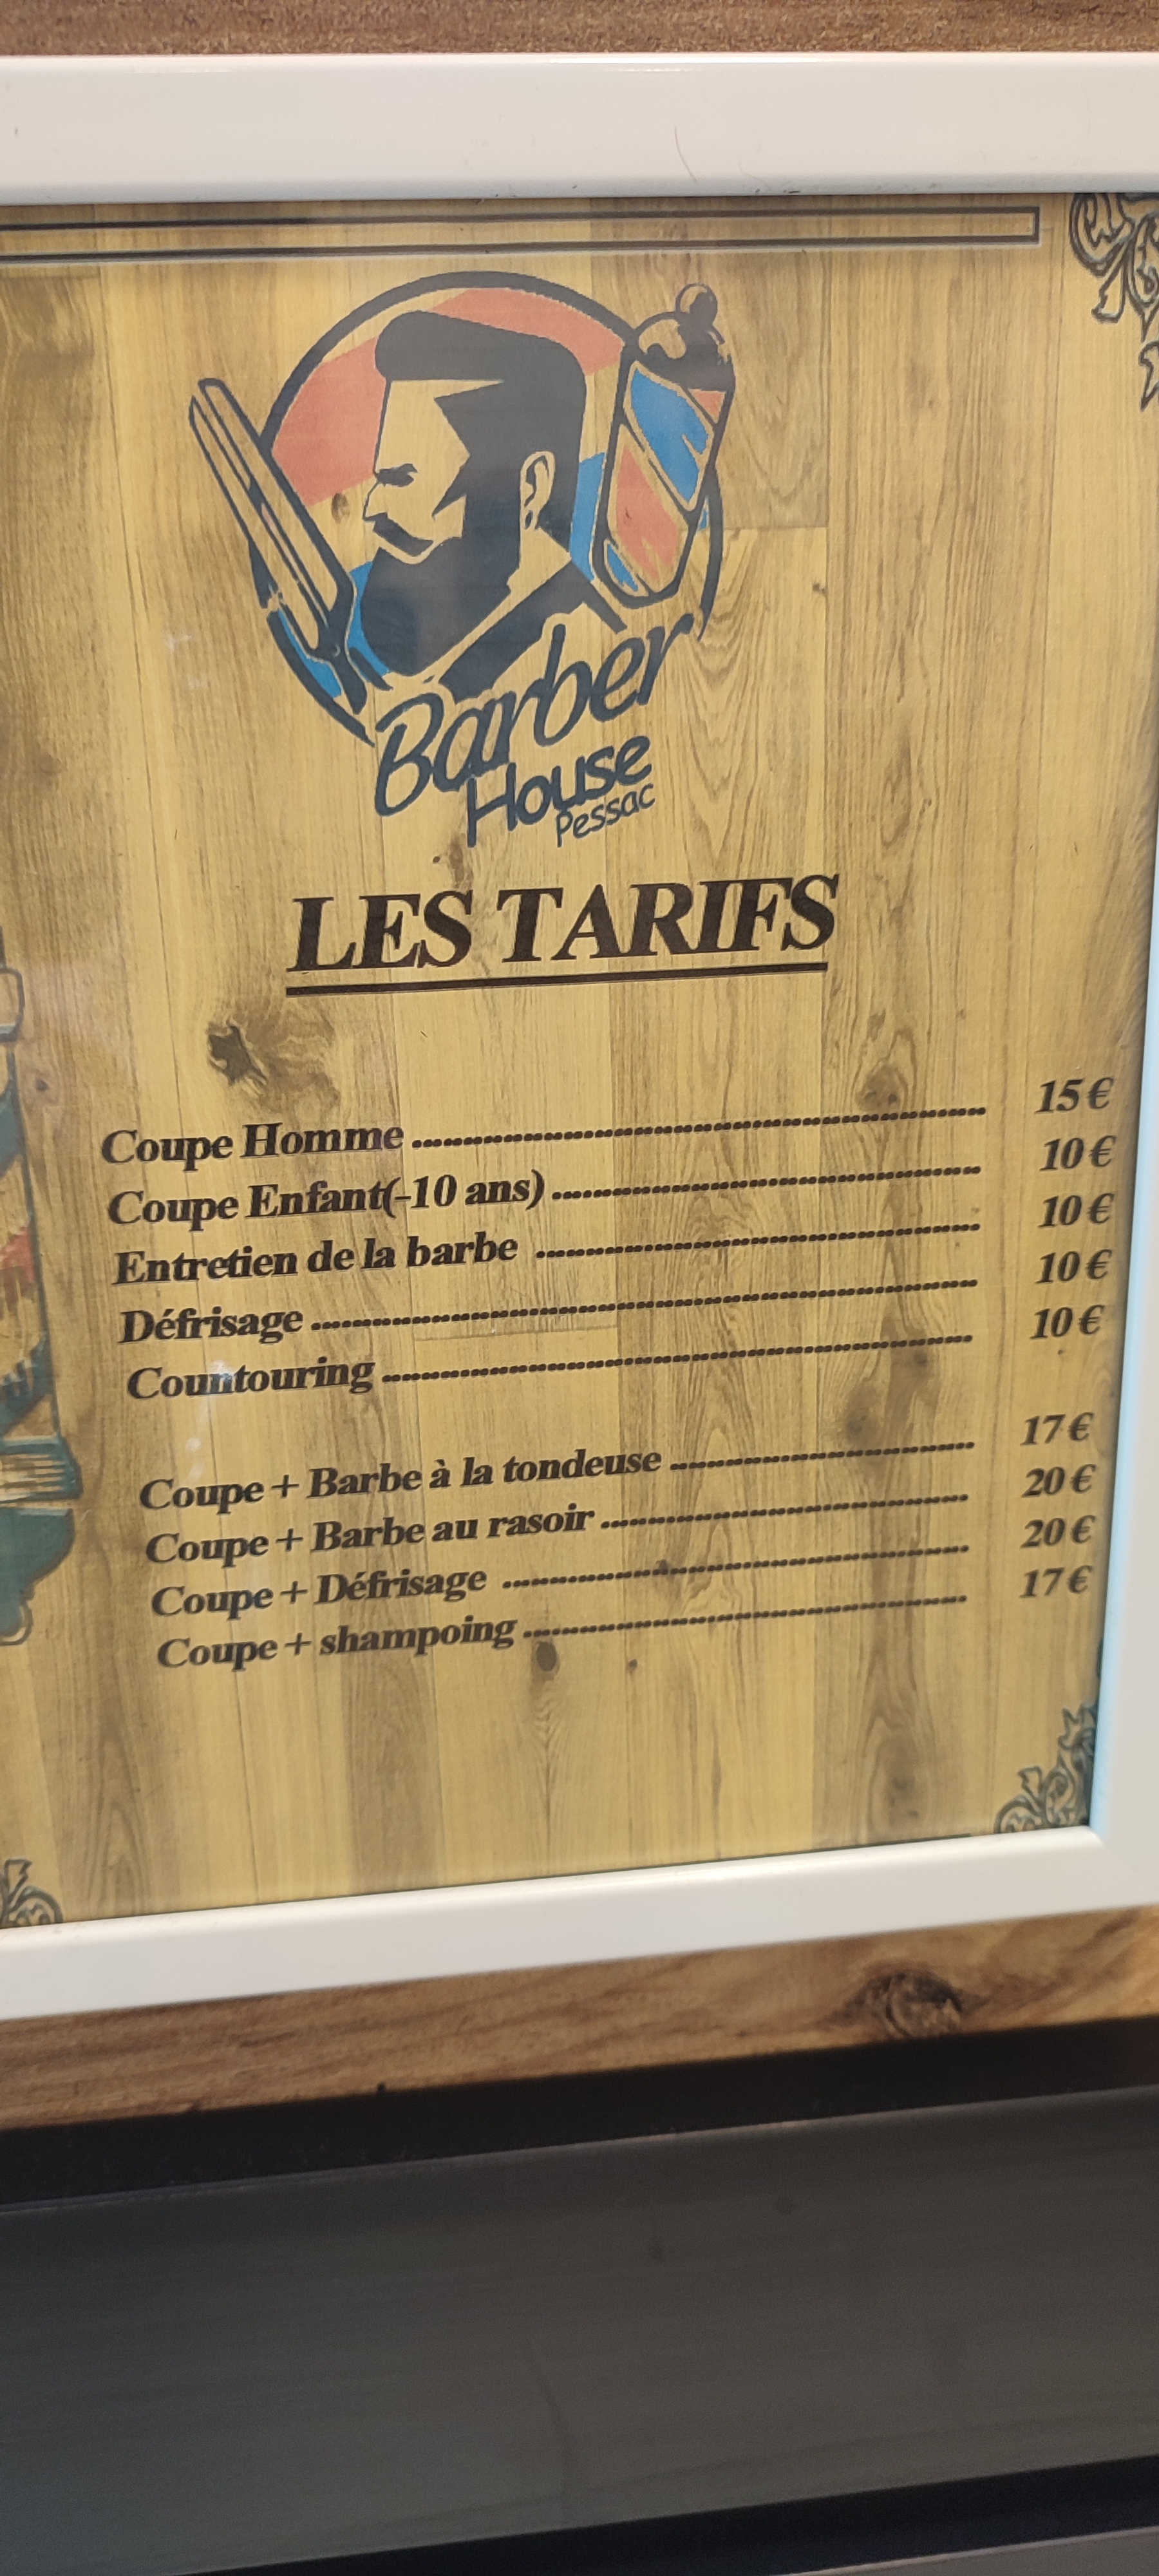 Barber
House
Pessac
LES TARIFS
Coupe Homme ........................ 15 €
Coupe Enfant(-10 ans) ........................ 10 €
Entretien de la barbe ........................ 10 €
Défrisage ........................ 10 €
Countouring ........................ 10 €
Coupe + Barbe à la tondeuse ........................ 17 €
Coupe + Barbe au rasoir ........................ 20 €
Coupe + Défrisage ........................ 20 €
Coupe + shampoing ........................ 17 €